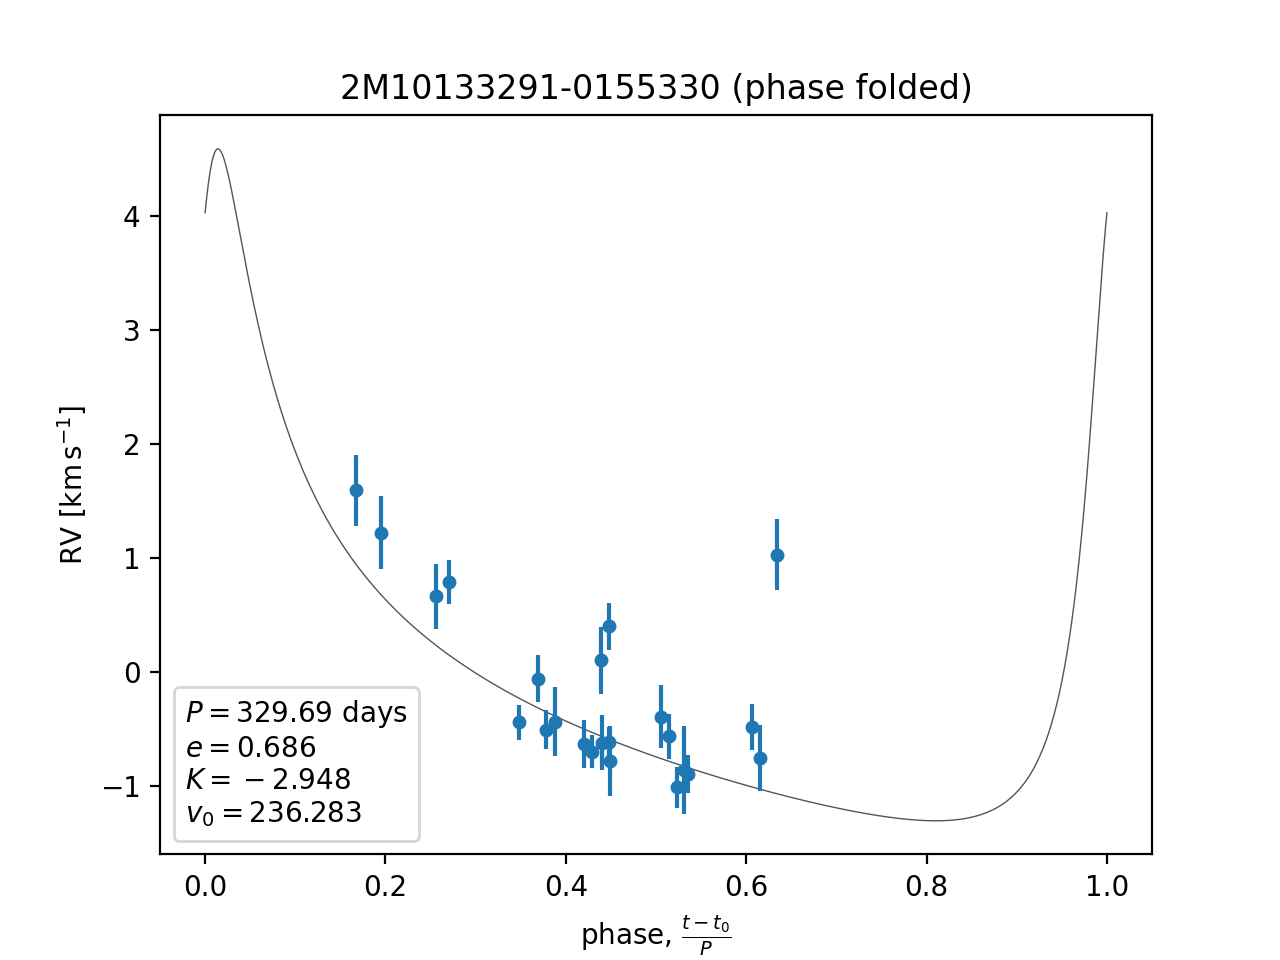 2M10133291-0155330 (phase folded)
RV [km s⁻¹]
4
3
2
1
0
−1
P = 329.69 days
e = 0.686
K = −2.948
v₀ = 236.283
0.0 0.2 0.4 0.6 0.8 1.0
phase, (t − t₀)/P